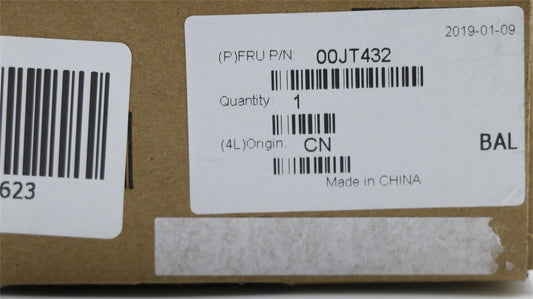 2019-01-09
(P)FRU P/N: 00JT432
Quantity: 1
(4L)Origin: CN
BAL
Made in CHINA
623